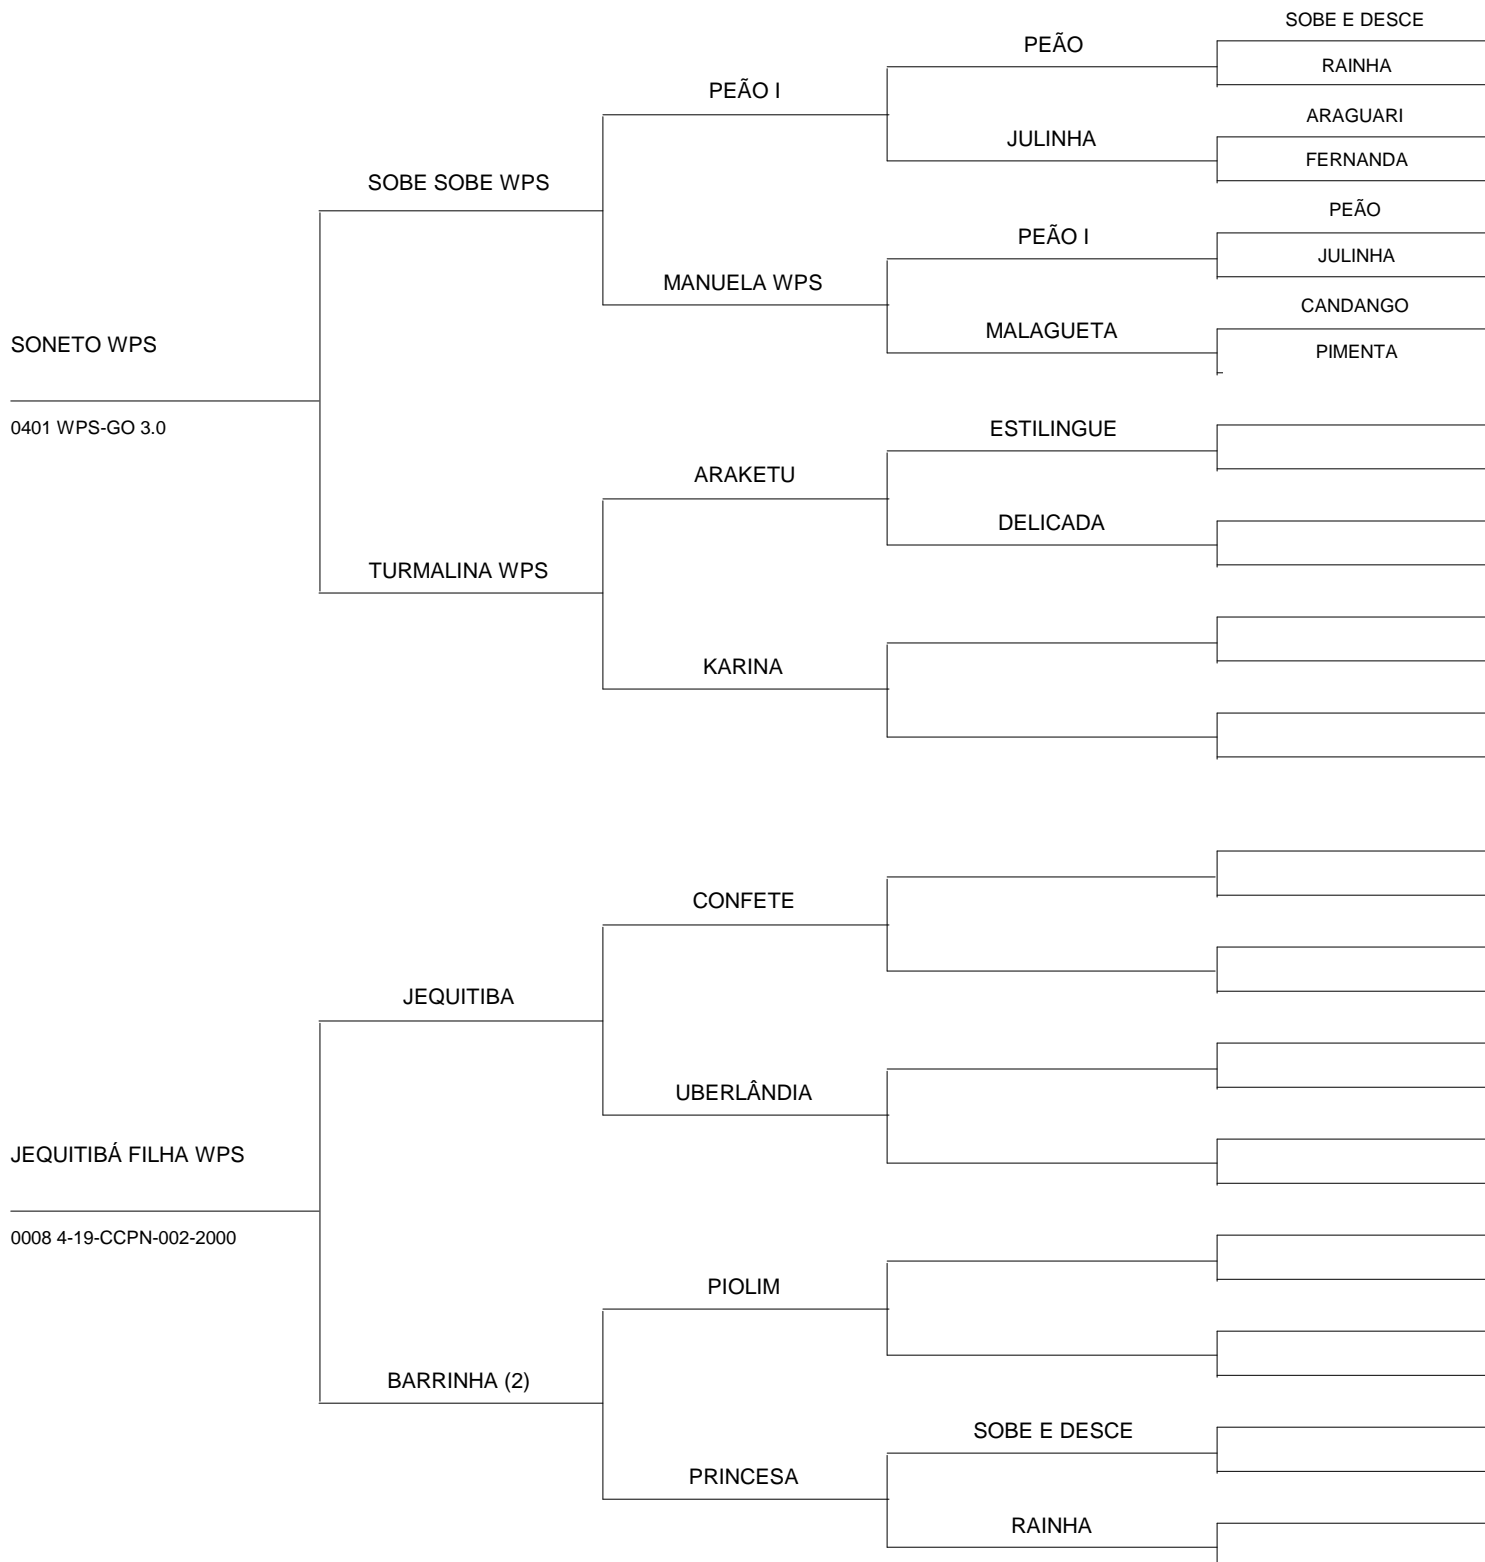 SOBE E DESCE
PEÃO
RAINHA
PEÃO I
ARAGUARI
JULINHA
FERNANDA
SOBE SOBE WPS
PEÃO
PEÃO I
JULINHA
MANUELA WPS
CANDANGO
MALAGUETA
SONETO WPS
PIMENTA
0401 WPS-GO 3.0
ESTILINGUE
ARAKETU
DELICADA
TURMALINA WPS
KARINA
CONFETE
JEQUITIBA
UBERLÂNDIA
JEQUITIBÁ FILHA WPS
0008 4-19-CCPN-002-2000
PIOLIM
BARRINHA (2)
SOBE E DESCE
PRINCESA
RAINHA